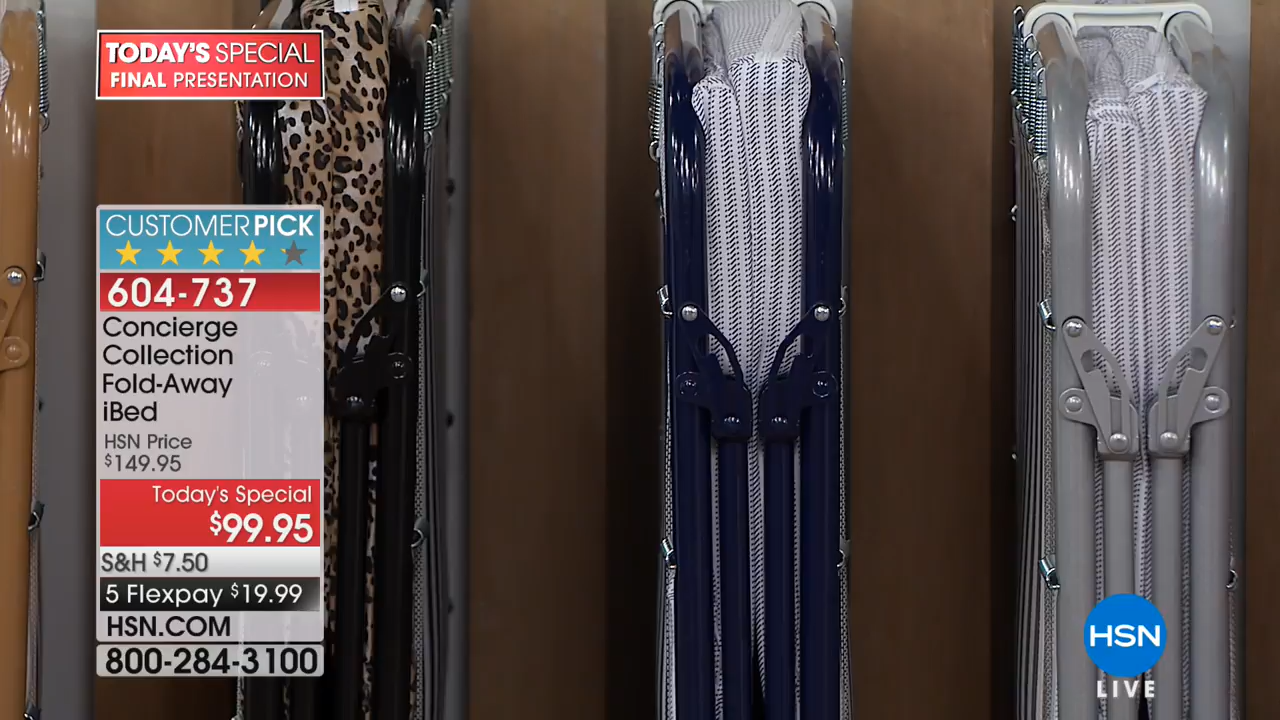 TODAY'S SPECIAL
FINAL PRESENTATION
CUSTOMER PICK
604-737
Concierge
Collection
Fold-Away
iBed
HSN Price
$149.95
Today's Special
$99.95
S&H $7.50
5 Flexpay $19.99
HSN.COM
800-284-3100
HSN
LIVE